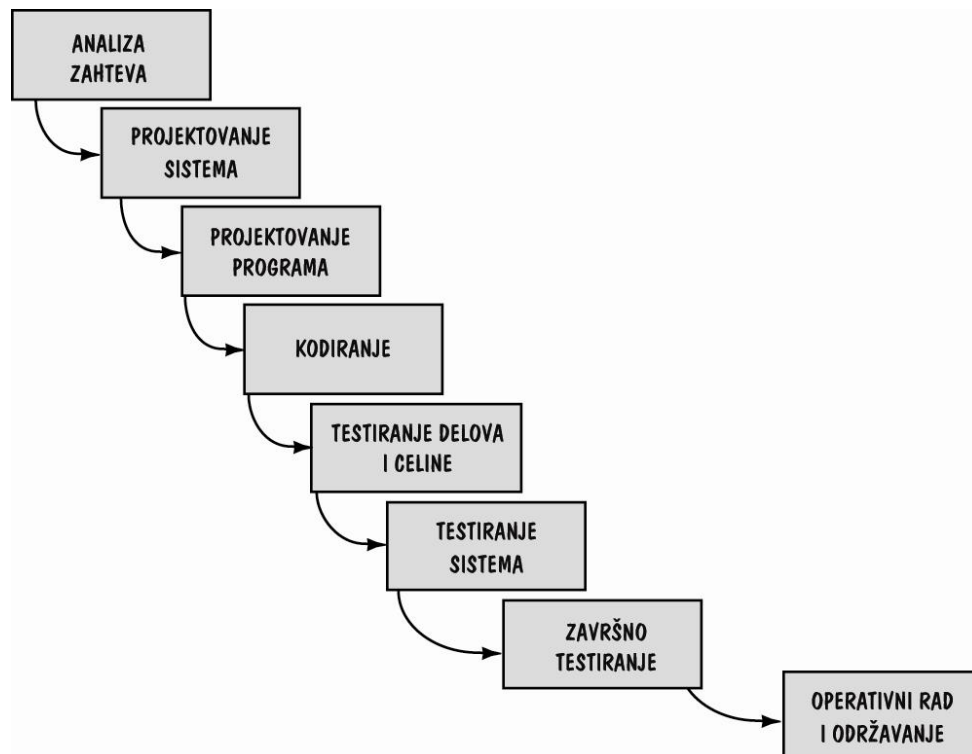 ANALIZA
ZAHTEVA
PROJEKTOVANJE
SISTEMA
PROJEKTOVANJE
PROGRAMA
KODIRANJE
TESTIRANJE DELOVA
I CELINE
TESTIRANJE
SISTEMA
ZAVRŠNO
TESTIRANJE
OPERATIVNI RAD
I ODRŽAVANJE